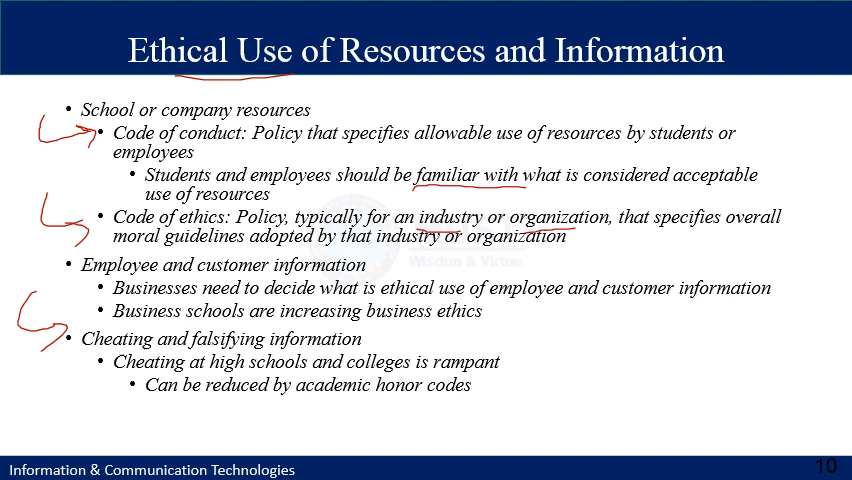 Ethical Use of Resources and Information
• School or company resources
• Code of conduct: Policy that specifies allowable use of resources by students or
employees
• Students and employees should be familiar with what is considered acceptable
use of resources
• Code of ethics: Policy, typically for an industry or organization, that specifies overall
moral guidelines adopted by that industry or organization
Wisdom & Virtue
• Employee and customer information
• Businesses need to decide what is ethical use of employee and customer information
• Business schools are increasing business ethics
• Cheating and falsifying information
• Cheating at high schools and colleges is rampant
• Can be reduced by academic honor codes
Information & Communication Technologies
10